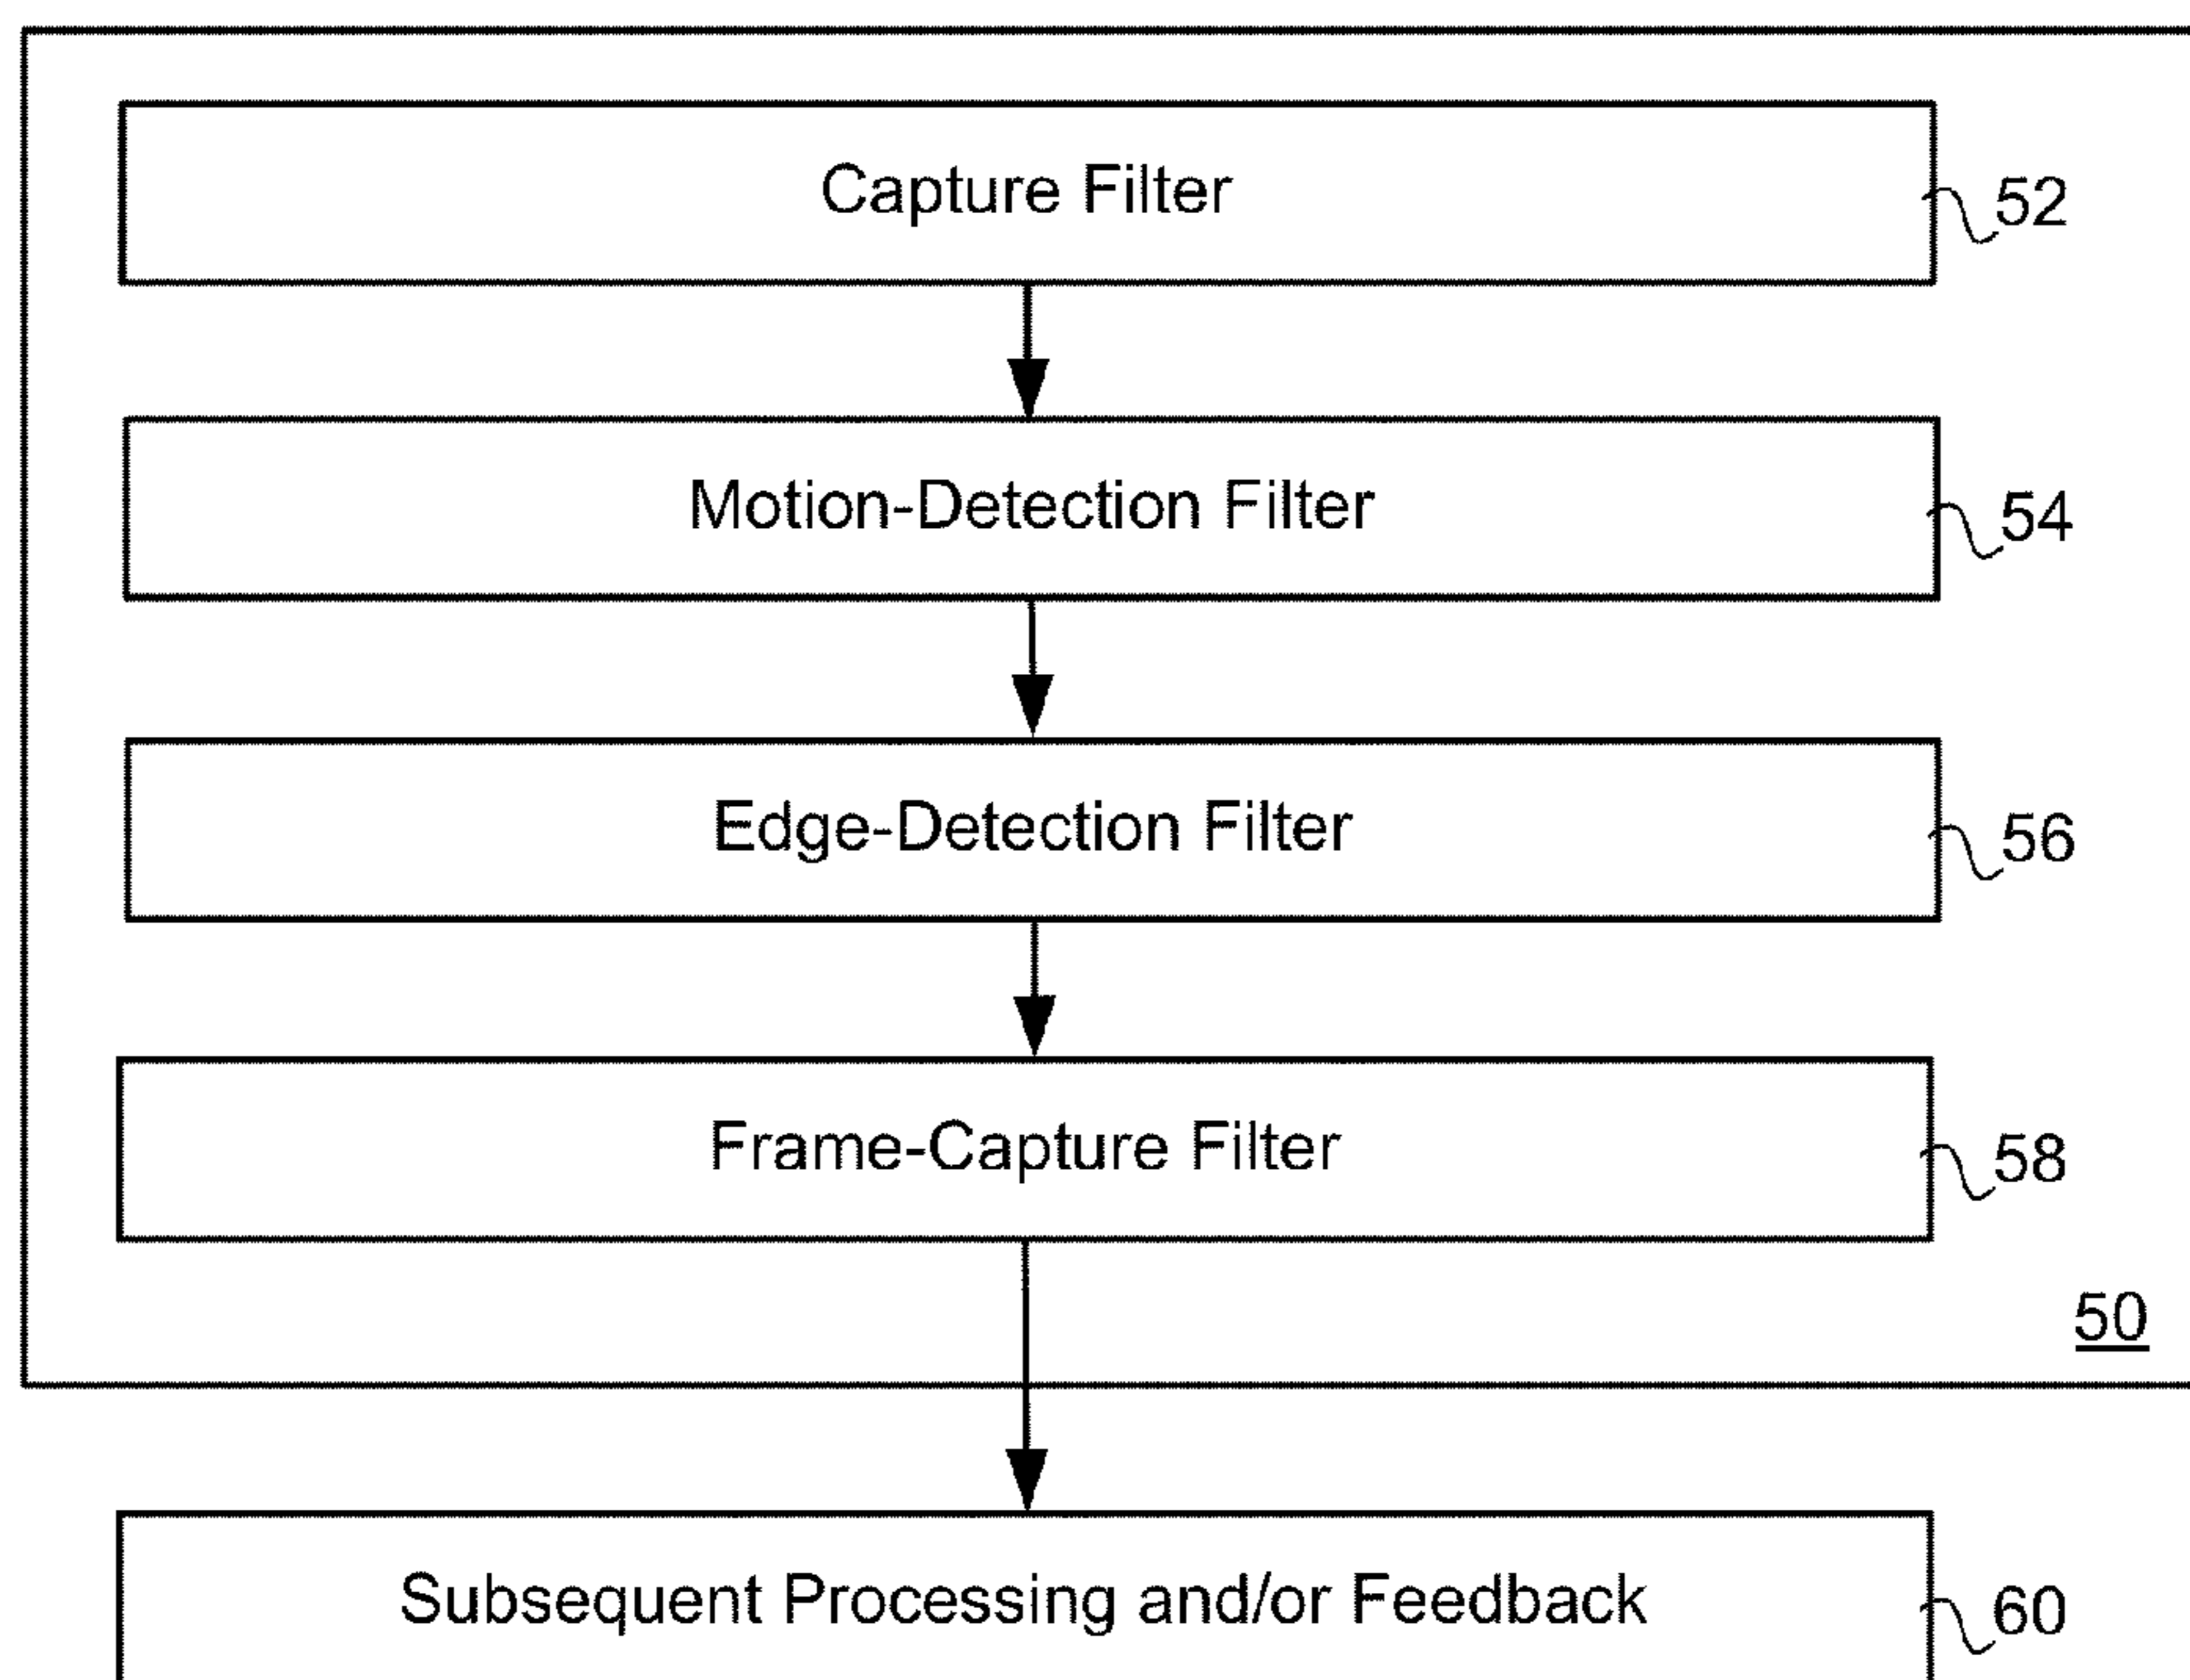 Capture Filter
52
Motion-Detection Filter
54
Edge-Detection Filter
56
Frame-Capture Filter
58
50
Subsequent Processing and/or Feedback
60